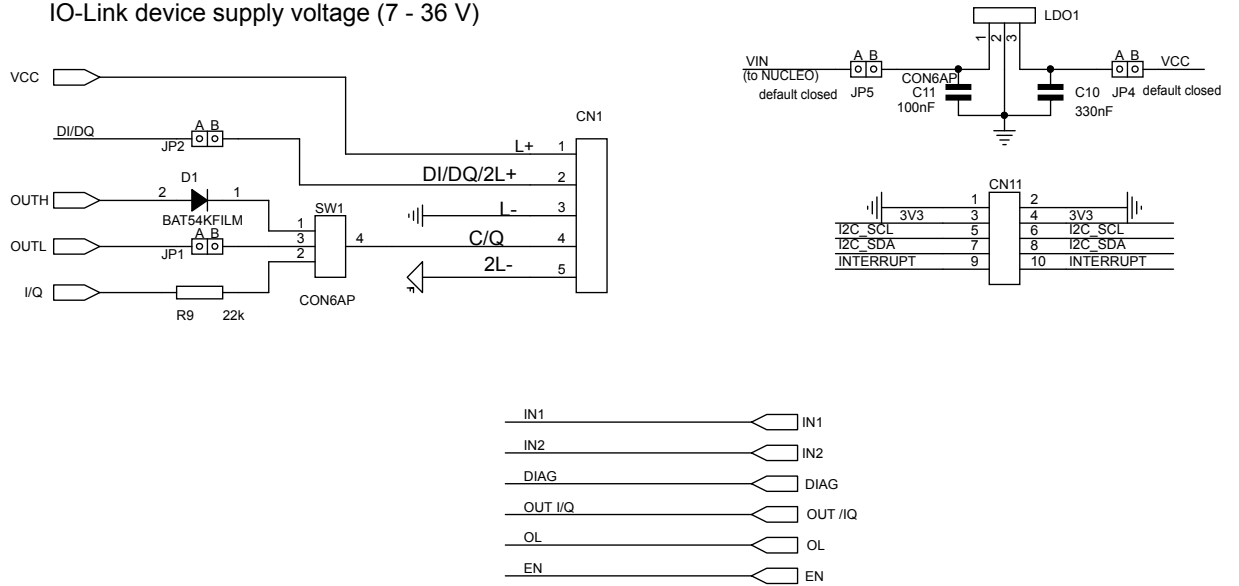 IO-Link device supply voltage (7 - 36 V)
LDO1
1 2 3
VIN
(to NUCLEO)
default closed
A B
JP5
CON6AP
C11
100nF
C10
330nF
A B
JP4
VCC
default closed
VCC
DI/DQ
A B
JP2
OUTH
2
D1
1
BAT54KFILM
OUTL
A B
JP1
I/Q
R9 22k
SW1
1
3
2
4
CON6AP
CN1
L+ 1
DI/DQ/2L+ 2
L- 3
C/Q 4
2L- 5
CN11
1 2
3V3 3 4 3V3
I2C_SCL 5 6 I2C_SCL
I2C_SDA 7 8 I2C_SDA
INTERRUPT 9 10 INTERRUPT
IN1 IN1
IN2 IN2
DIAG DIAG
OUT I/Q OUT /IQ
OL OL
EN EN